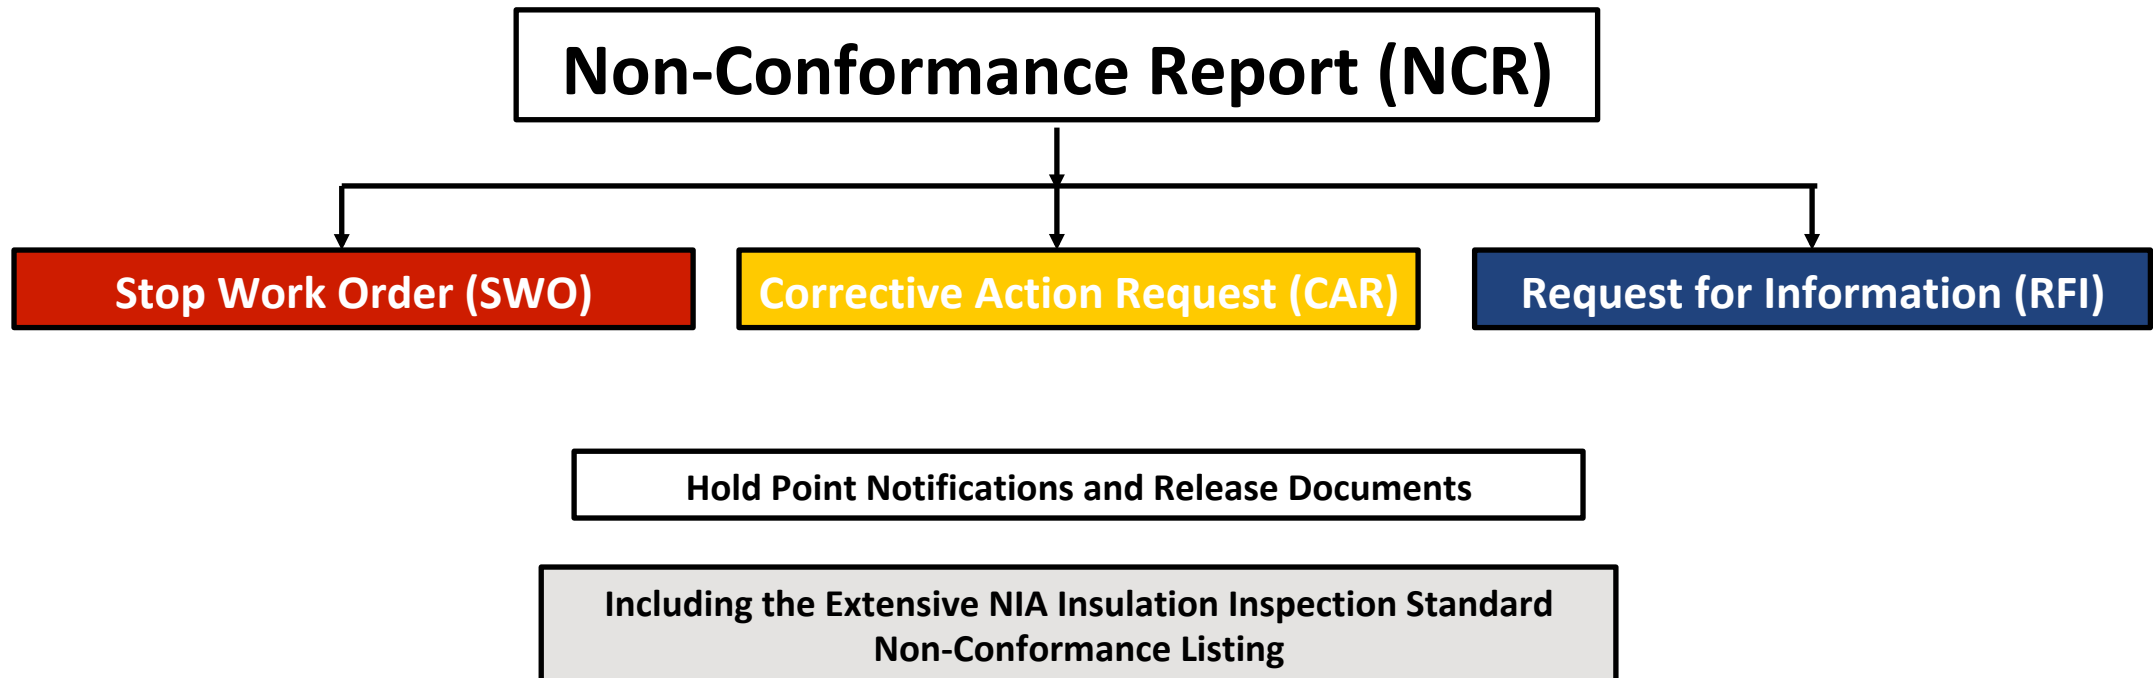 Non-Conformance Report (NCR)
Stop Work Order (SWO)
Corrective Action Request (CAR)
Request for Information (RFI)
Hold Point Notifications and Release Documents
Including the Extensive NIA Insulation Inspection Standard
Non-Conformance Listing